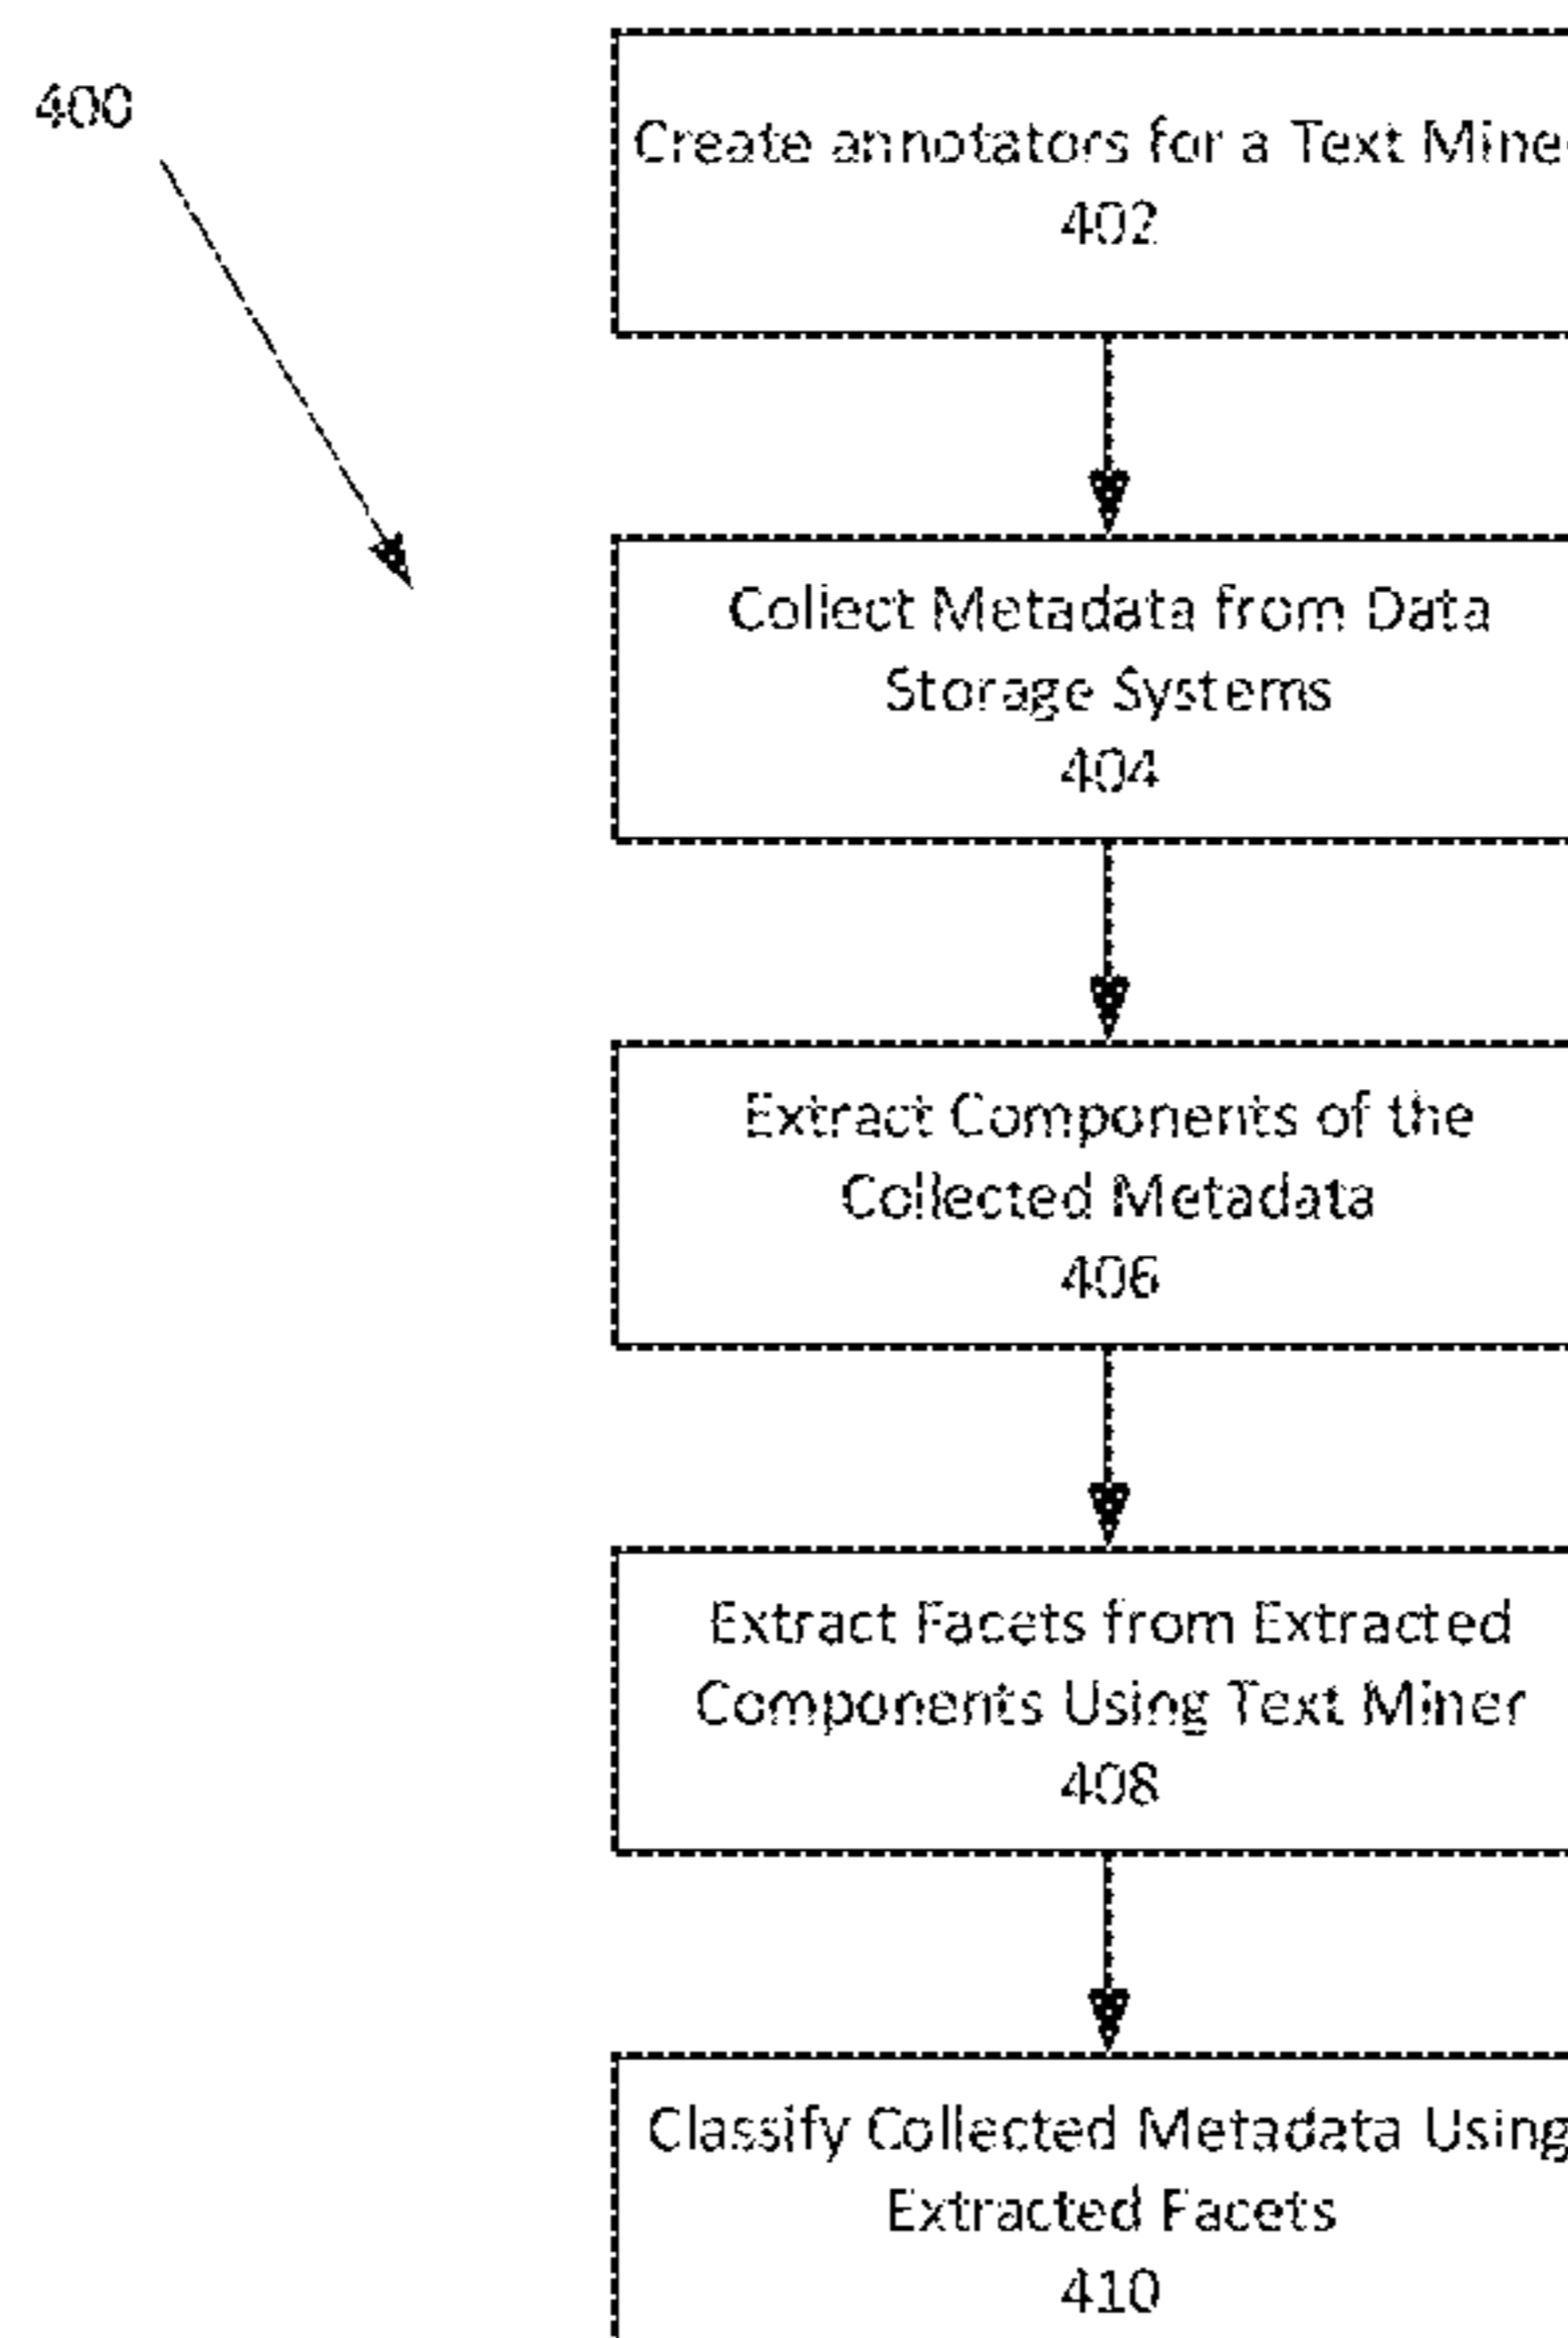 400
Create annotators for a Text Mine
402
Collect Metadata from Data
Storage Systems
404
Extract Components of the
Collected Metadata
406
Extract Facets from Extracted
Components Using Text Miner
408
Classify Collected Metadata Using
Extracted Facets
410